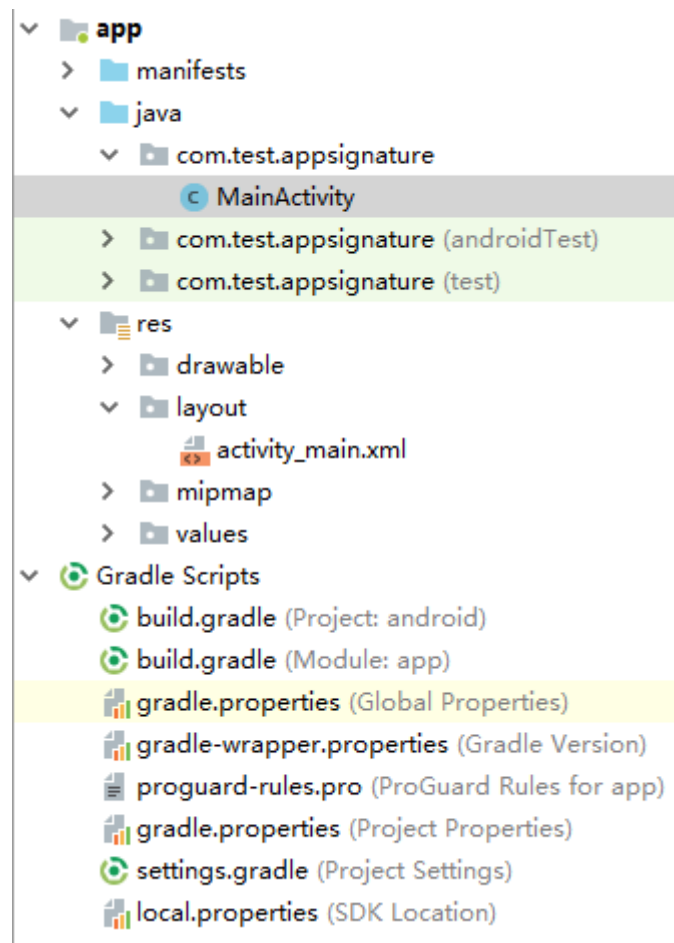 app
manifests
java
com.test.appsignature
C MainActivity
com.test.appsignature (androidTest)
com.test.appsignature (test)
res
drawable
layout
activity_main.xml
mipmap
values
Gradle Scripts
build.gradle (Project: android)
build.gradle (Module: app)
gradle.properties (Global Properties)
gradle-wrapper.properties (Gradle Version)
proguard-rules.pro (ProGuard Rules for app)
gradle.properties (Project Properties)
settings.gradle (Project Settings)
local.properties (SDK Location)